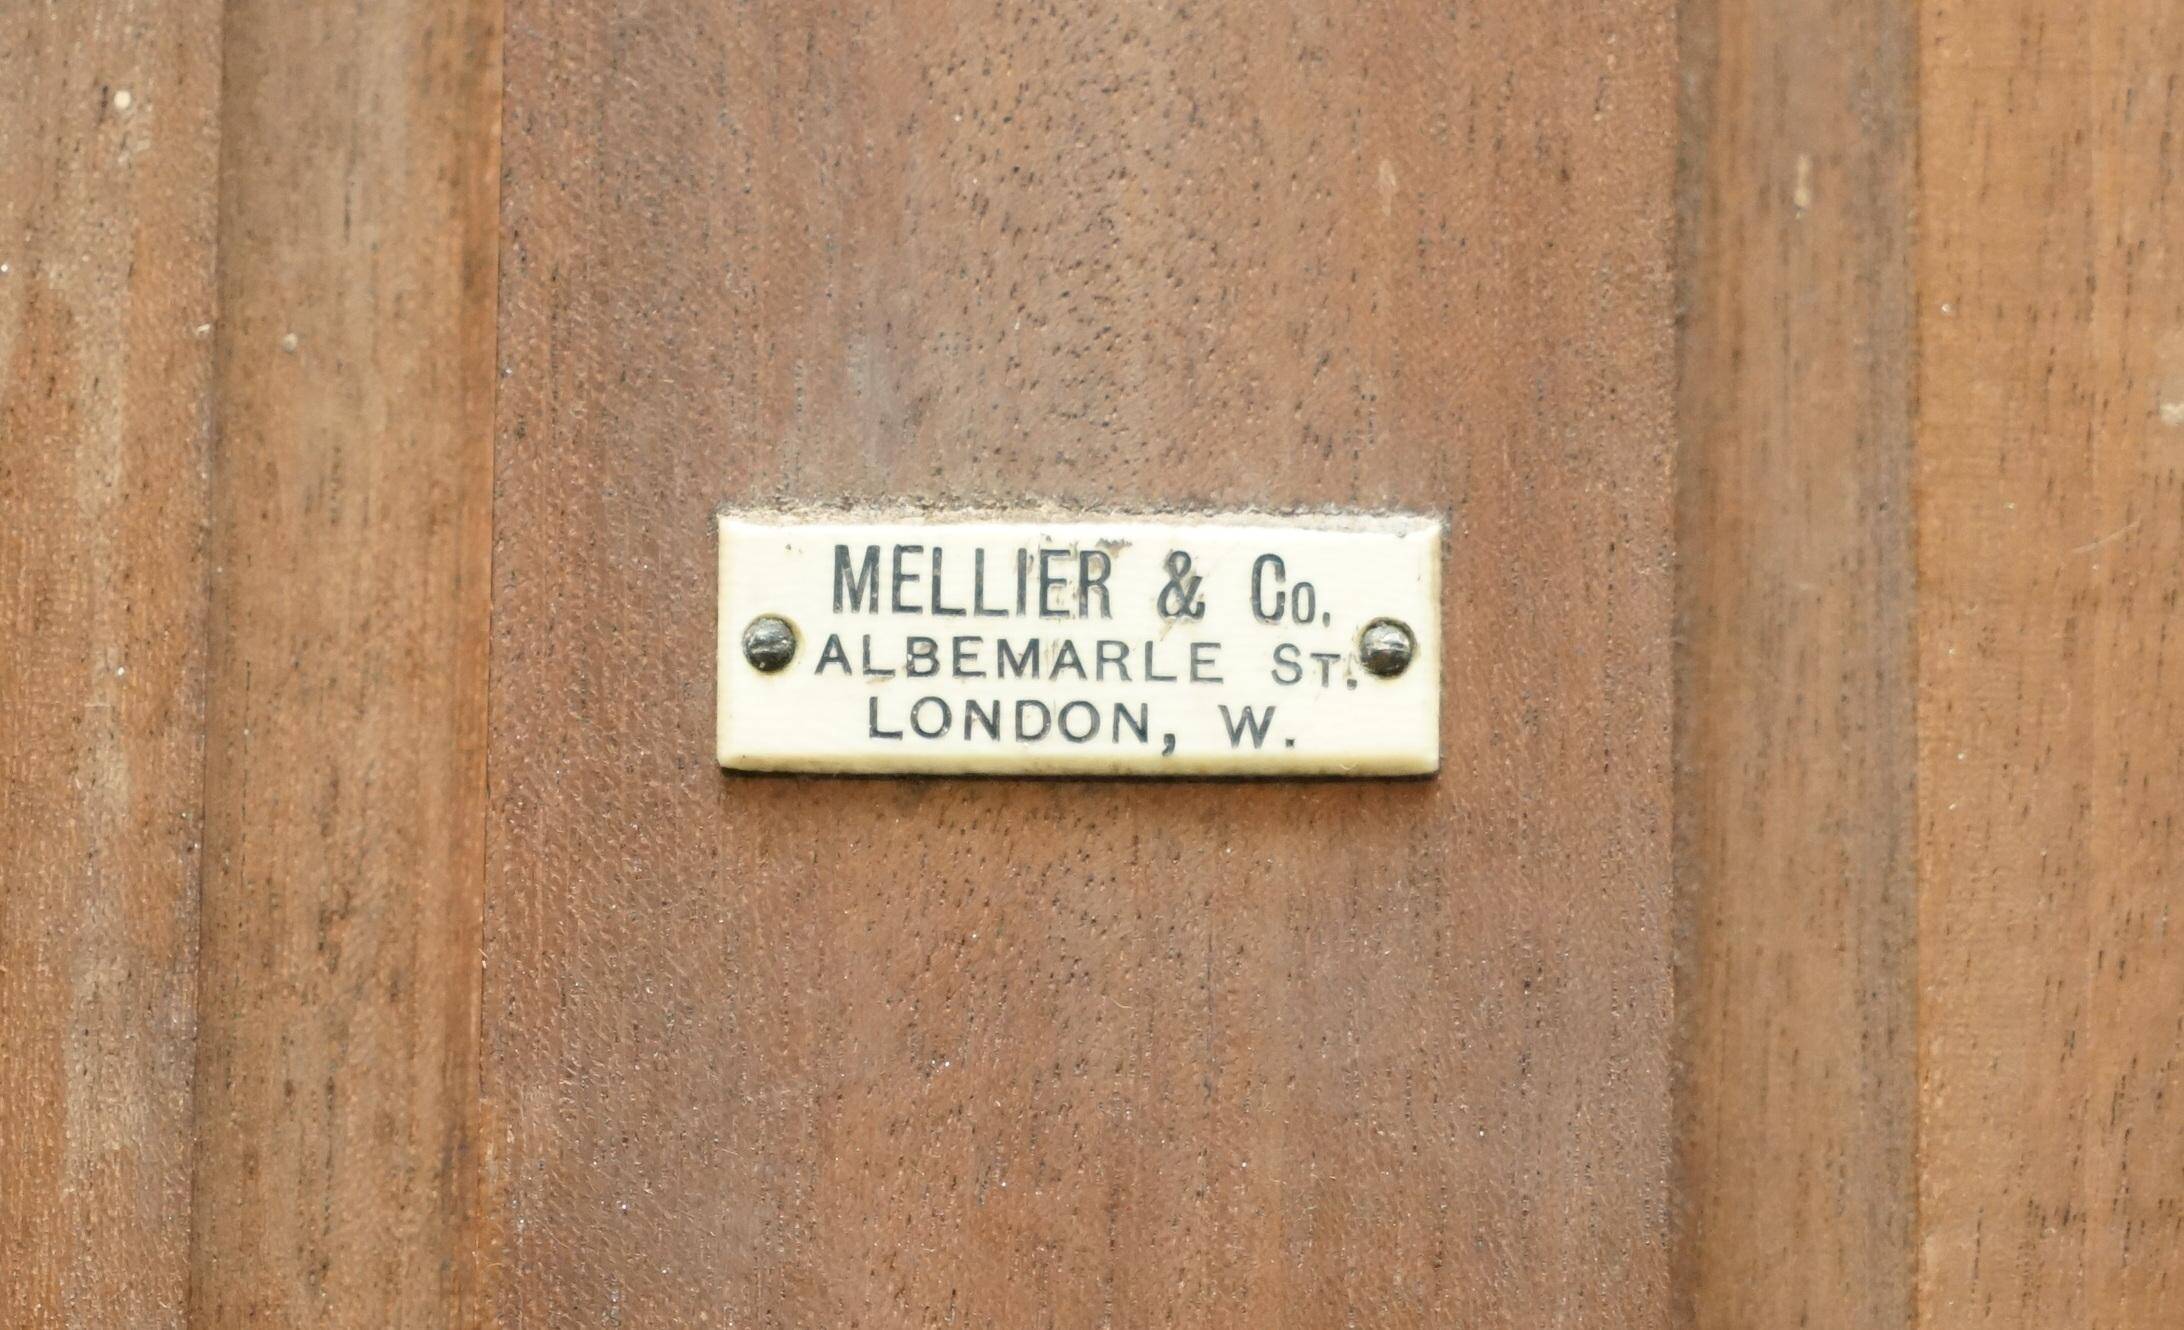 MELLIER & Co.
ALBEMARLE ST.
LONDON, W.